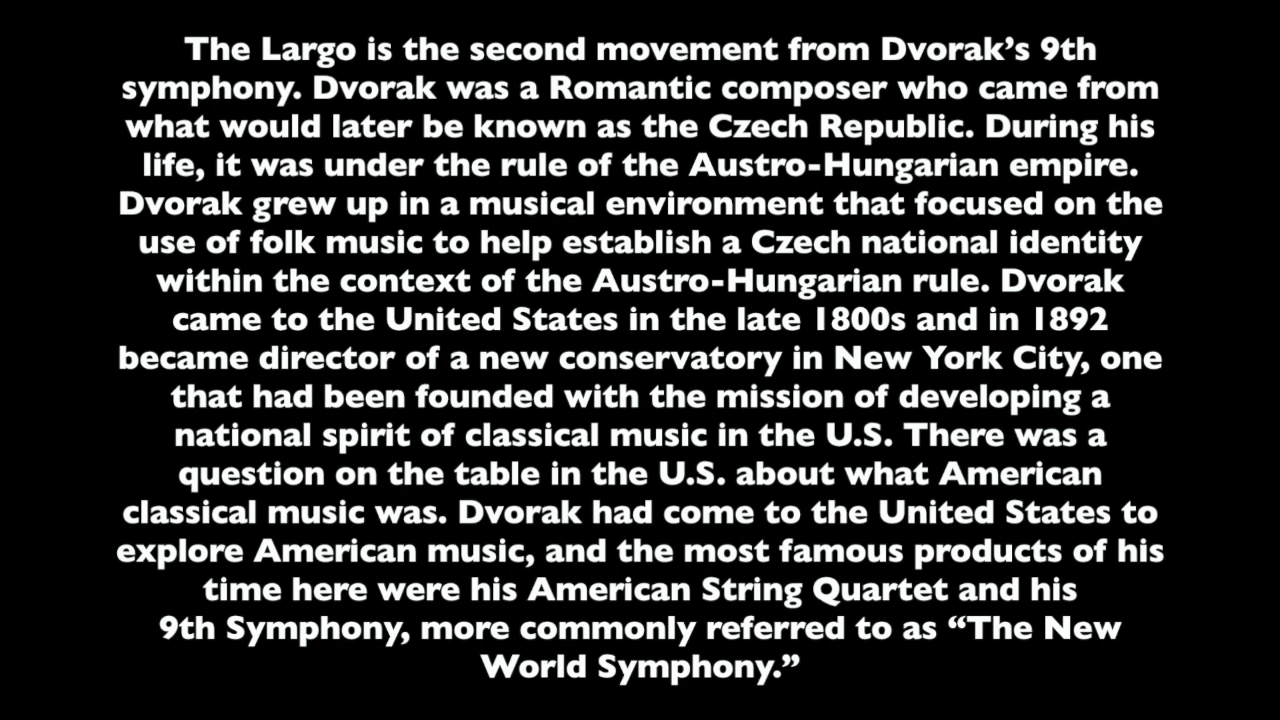 The Largo is the second movement from Dvorak’s 9th
symphony. Dvorak was a Romantic composer who came from
what would later be known as the Czech Republic. During his
life, it was under the rule of the Austro-Hungarian empire.
Dvorak grew up in a musical environment that focused on the
use of folk music to help establish a Czech national identity
within the context of the Austro-Hungarian rule. Dvorak
came to the United States in the late 1800s and in 1892
became director of a new conservatory in New York City, one
that had been founded with the mission of developing a
national spirit of classical music in the U.S. There was a
question on the table in the U.S. about what American
classical music was. Dvorak had come to the United States to
explore American music, and the most famous products of his
time here were his American String Quartet and his
9th Symphony, more commonly referred to as “The New
World Symphony.”